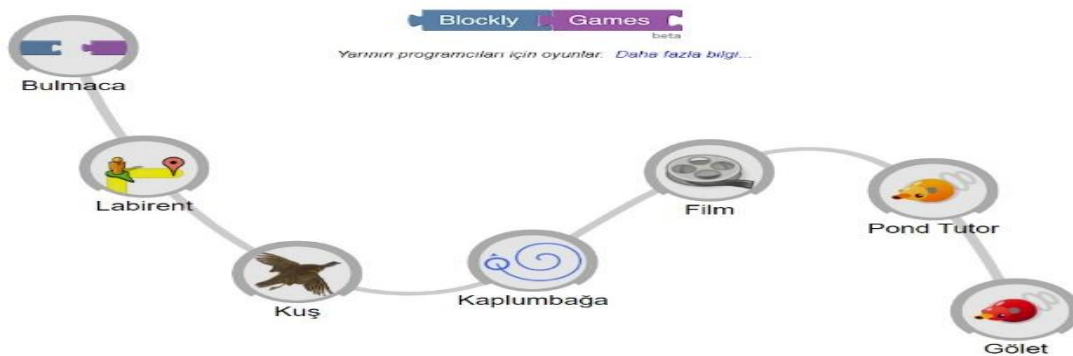 Blockly Games
beta
Yarının programcıları için oyunlar. Daha fazla bilgi...
Bulmaca
Labirent
Kuş
Kaplumbağa
Film
Pond Tutor
Gölet